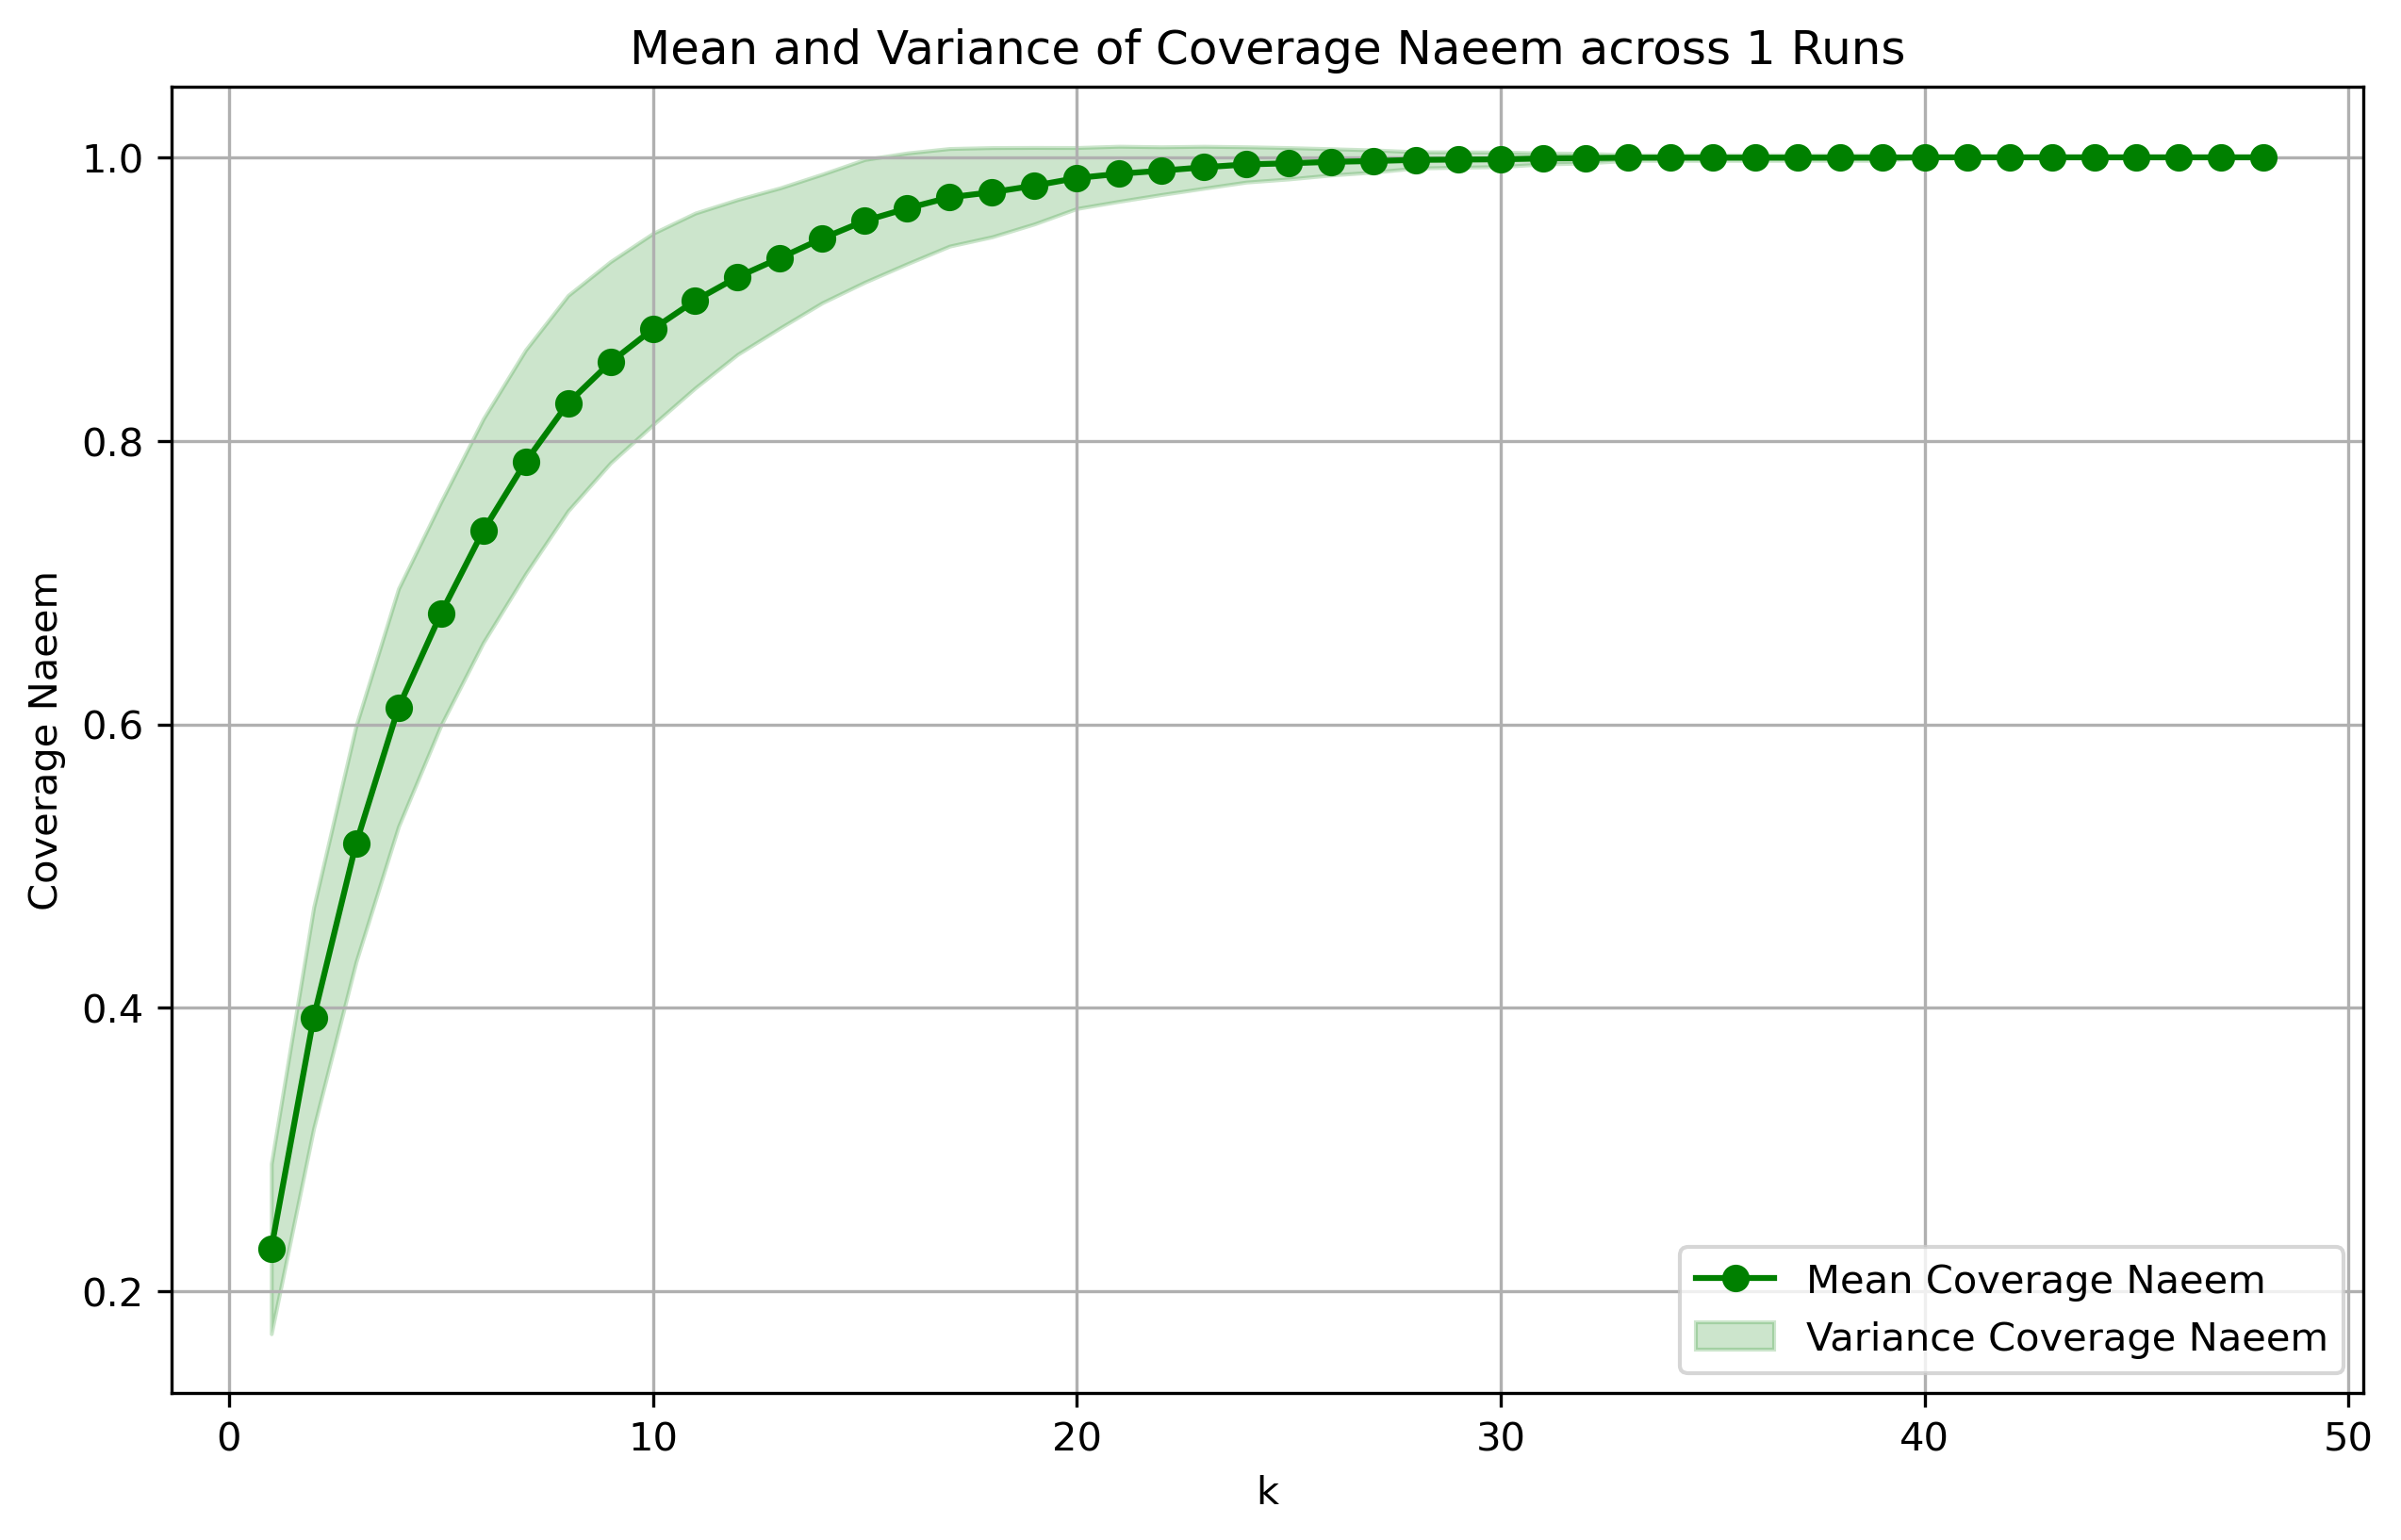 Mean and Variance of Coverage Naeem across 1 Runs
Coverage Naeem
1.0
0.8
0.6
0.4
0.2
0 10 20 30 40 50
k
Mean Coverage Naeem
Variance Coverage Naeem